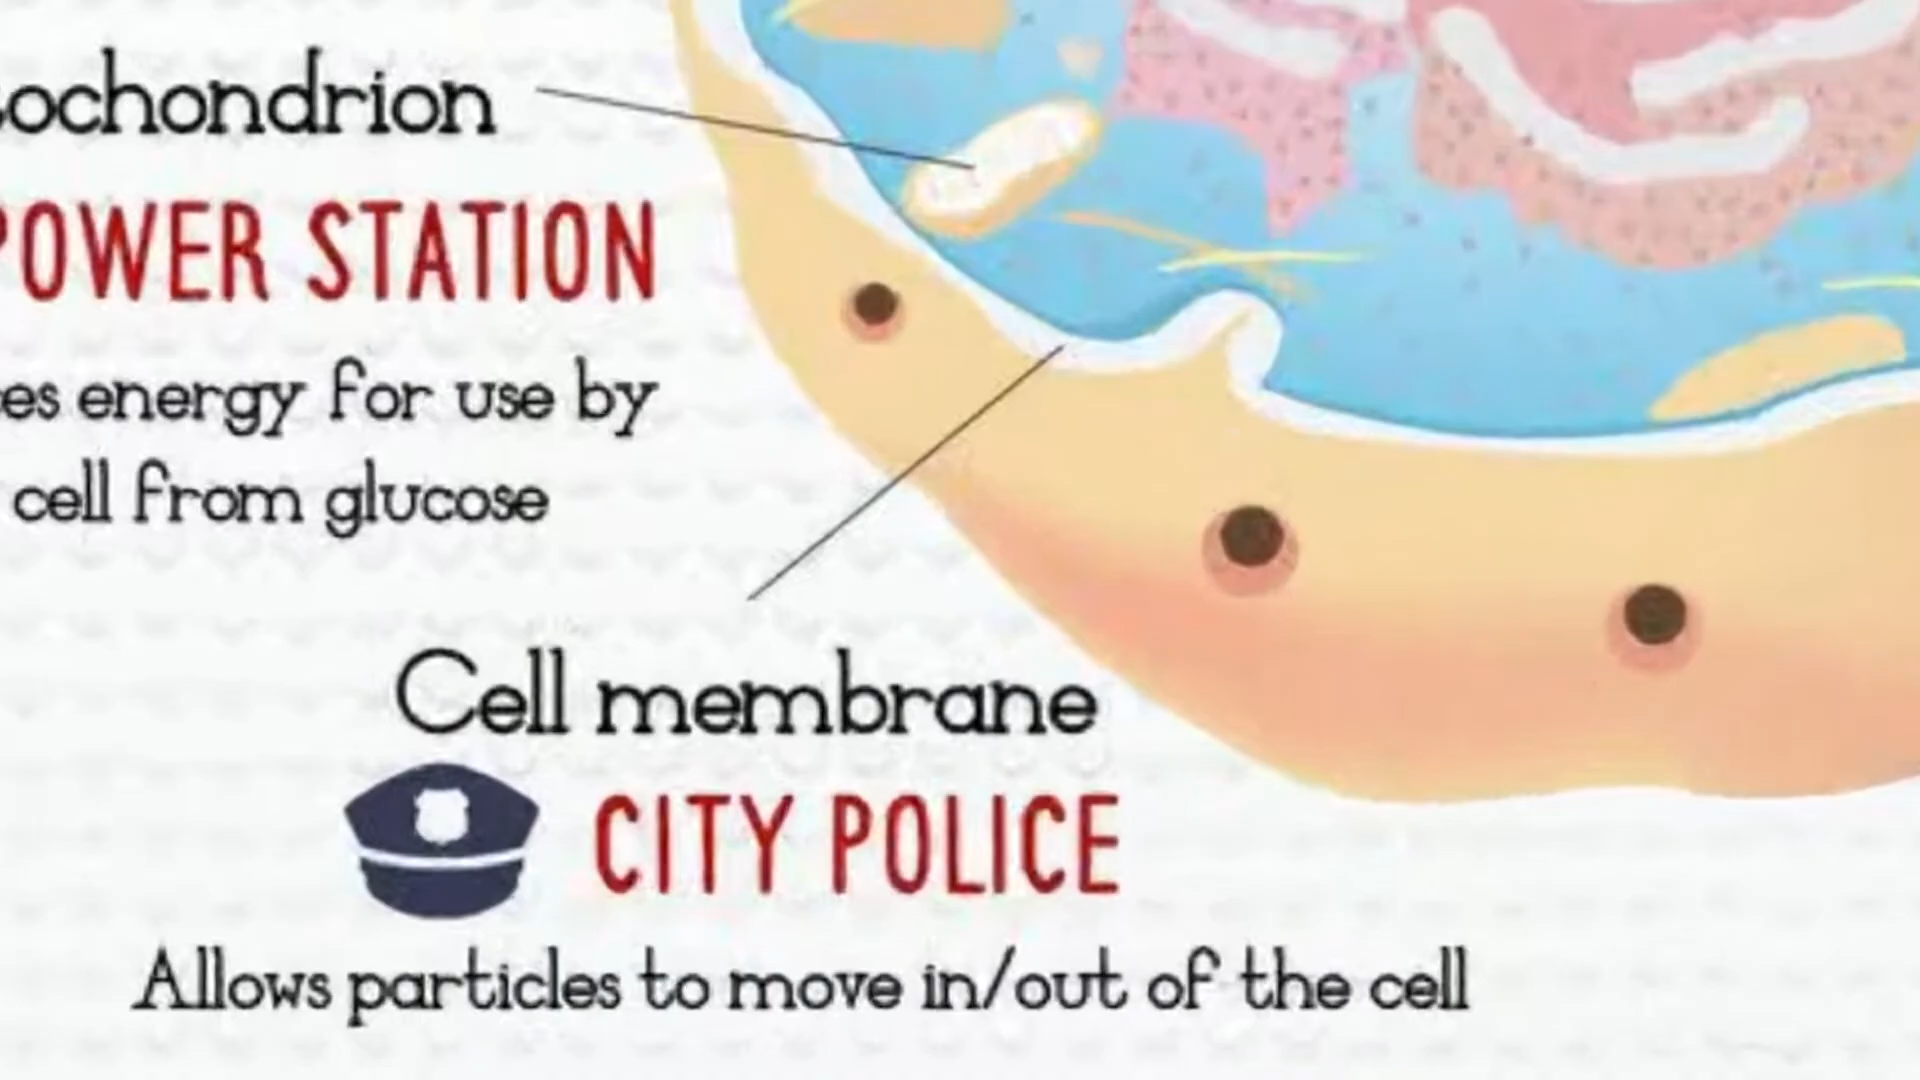 ochondrion
POWER STATION
es energy for use by
cell from glucose
Cell membrane
CITY POLICE
Allows particles to move in/out of the cell